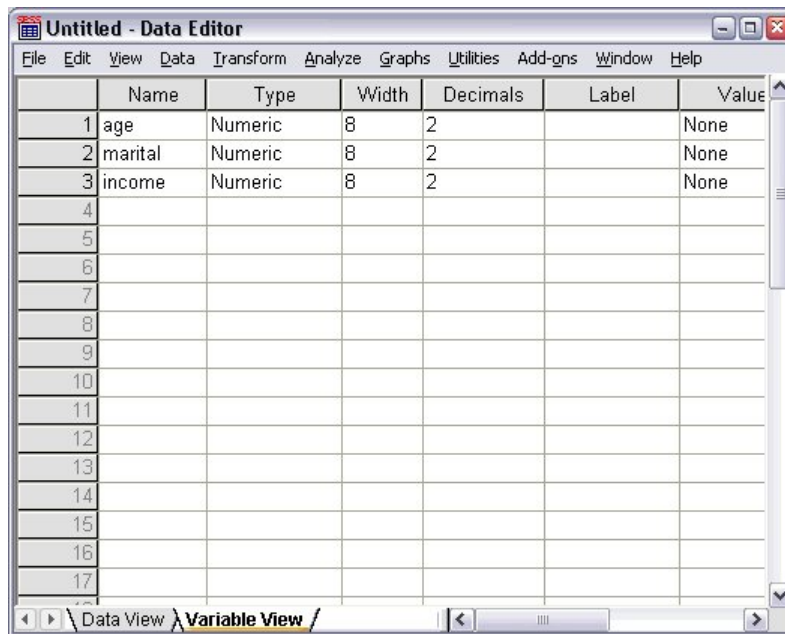 SPSS Untitled - Data Editor
File Edit View Data Transform Analyze Graphs Utilities Add-ons Window Help
Name Type Width Decimals Label Value
1 age Numeric 8 2 None
2 marital Numeric 8 2 None
3 income Numeric 8 2 None
4
5
6
7
8
9
10
11
12
13
14
15
16
17
Data View Variable View